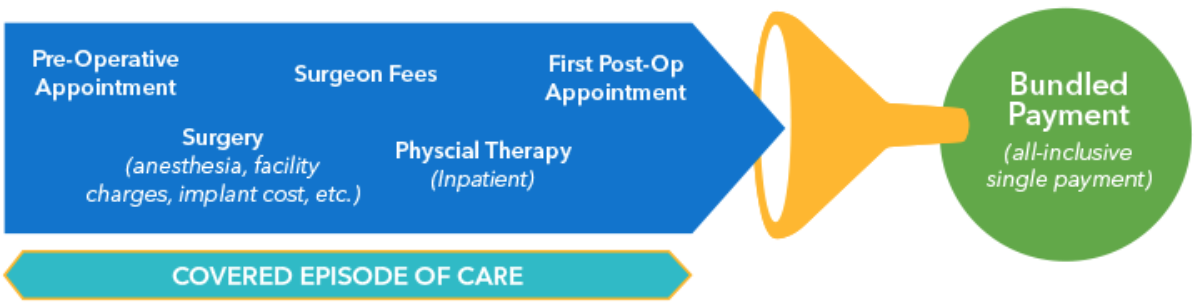 Pre-Operative
Appointment
Surgeon Fees
First Post-Op
Appointment
Surgery
(anesthesia, facility
charges, implant cost, etc.)
Physcial Therapy
(Inpatient)
Bundled
Payment
(all-inclusive
single payment)
COVERED EPISODE OF CARE